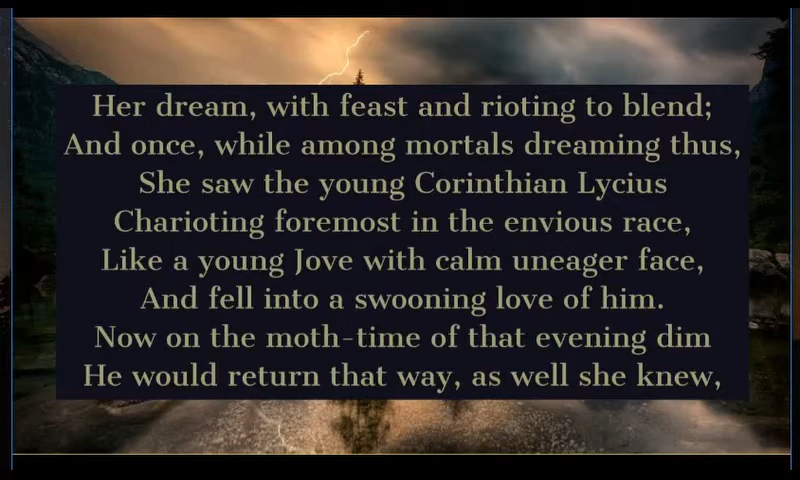 Her dream, with feast and rioting to blend;
And once, while among mortals dreaming thus,
She saw the young Corinthian Lycius
Charioting foremost in the envious race,
Like a young Jove with calm uneager face,
And fell into a swooning love of him.
Now on the moth-time of that evening dim
He would return that way, as well she knew,